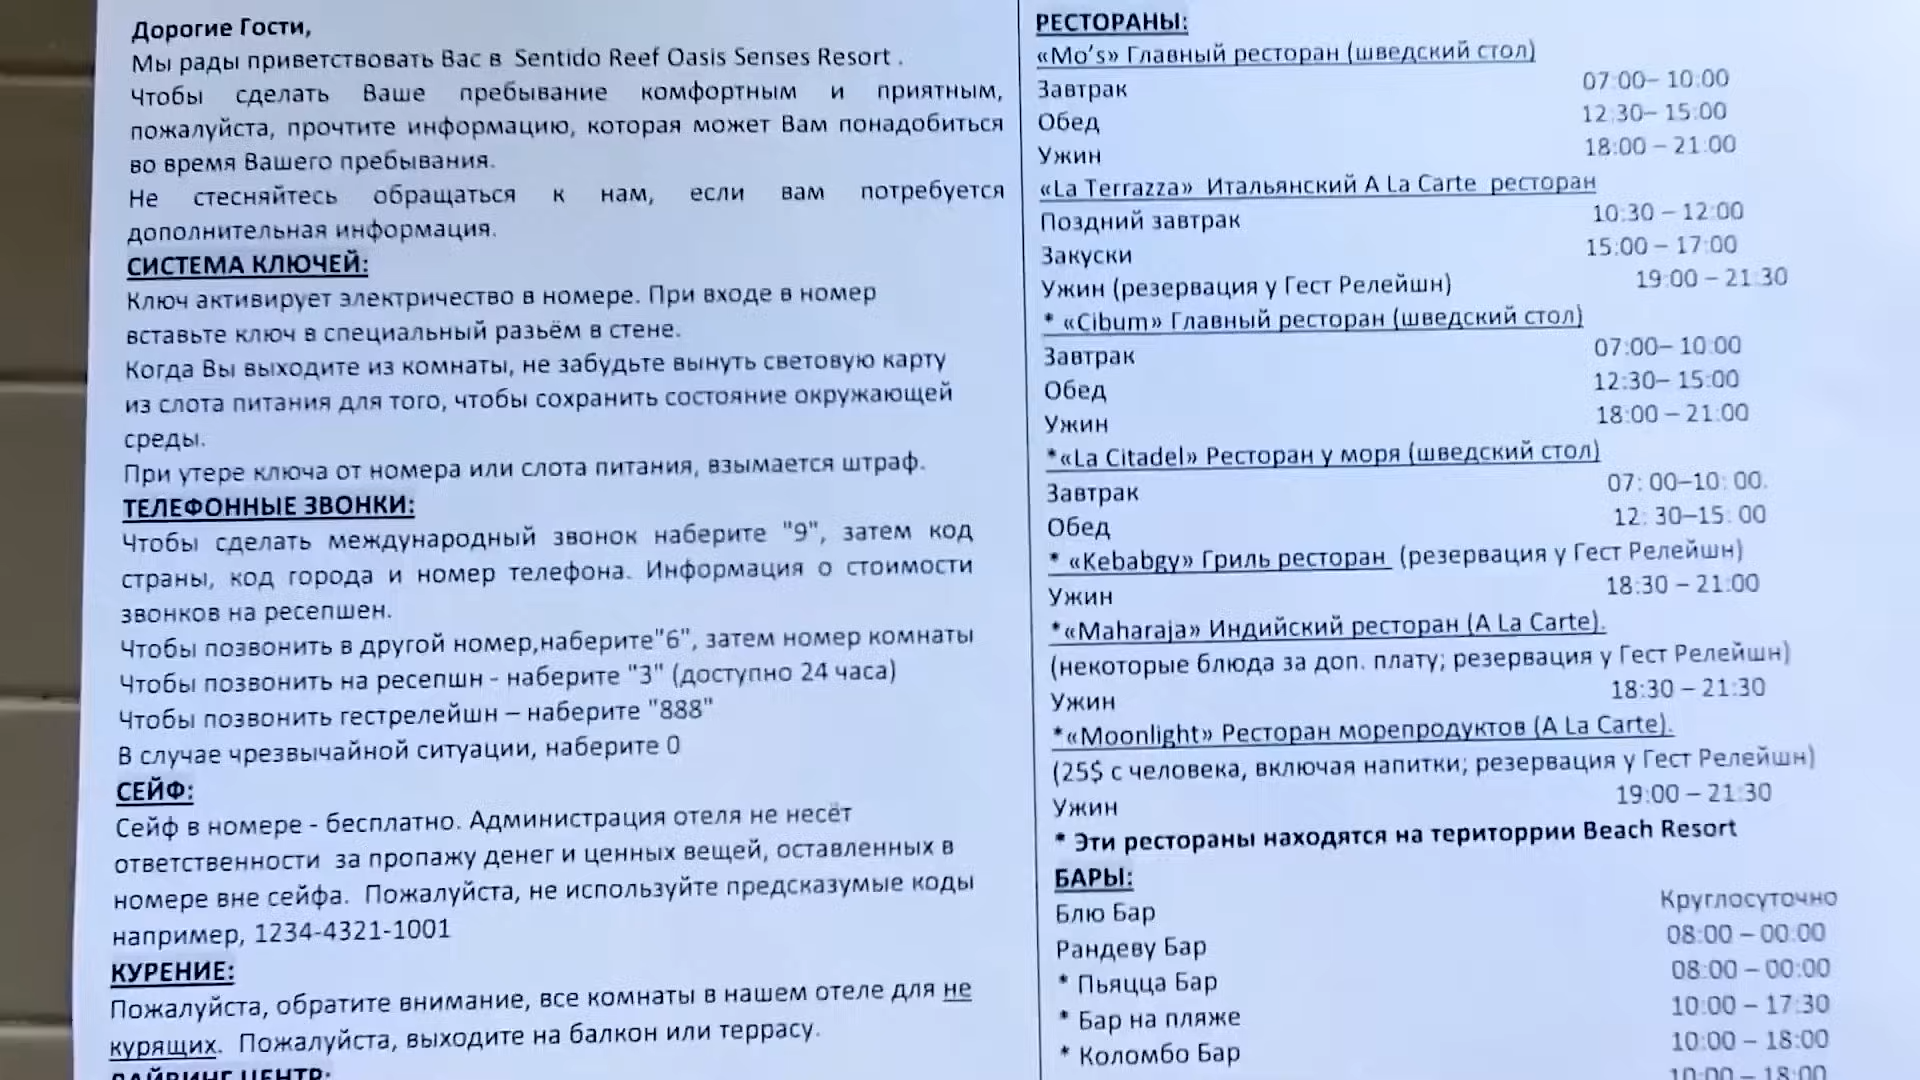 Дорогие Гости,
Мы рады приветствовать Вас в Sentido Reef Oasis Senses Resort .
Чтобы сделать Ваше пребывание комфортным и приятным,
пожалуйста, прочтите информацию, которая может Вам понадобиться
во время Вашего пребывания.
Не стесняйтесь обращаться к нам, если вам потребуется
дополнительная информация.
СИСТЕМА КЛЮЧЕЙ:
Ключ активирует электричество в номере. При входе в номер
вставьте ключ в специальный разъём в стене.
Когда Вы выходите из комнаты, не забудьте вынуть световую карту
из слота питания для того, чтобы сохранить состояние окружающей
среды.
При утере ключа от номера или слота питания, взымается штраф.
ТЕЛЕФОННЫЕ ЗВОНКИ:
Чтобы сделать международный звонок наберите "9", затем код
страны, код города и номер телефона. Информация о стоимости
звонков на ресепшен.
Чтобы позвонить в другой номер,наберите"6", затем номер комнаты
Чтобы позвонить на ресепшн - наберите "3" (доступно 24 часа)
Чтобы позвонить гестрелейшн – наберите "888"
В случае чрезвычайной ситуации, наберите 0
СЕЙФ:
Сейф в номере - бесплатно. Администрация отеля не несёт
ответственности за пропажу денег и ценных вещей, оставленных в
номере вне сейфа. Пожалуйста, не используйте предсказумые коды
например, 1234-4321-1001
КУРЕНИЕ:
Пожалуйста, обратите внимание, все комнаты в нашем отеле для не
курящих. Пожалуйста, выходите на балкон или террасу.
ДАЙВИНГ ЦЕНТР:
РЕСТОРАНЫ:
«Mo’s» Главный ресторан (шведский стол)
Завтрак 07:00– 10:00
Обед 12:30– 15:00
Ужин 18:00 – 21:00
«La Terrazza» Итальянский A La Carte ресторан
Поздний завтрак 10:30 – 12:00
Закуски 15:00 – 17:00
Ужин (резервация у Гест Релейшн) 19:00 – 21:30
* «Cibum» Главный ресторан (шведский стол)
Завтрак 07:00– 10:00
Обед 12:30– 15:00
Ужин 18:00 – 21:00
*«La Citadel» Ресторан у моря (шведский стол)
Завтрак 07: 00–10: 00.
Обед 12: 30–15: 00
* «Kebabgy» Гриль ресторан (резервация у Гест Релейшн)
Ужин 18:30 – 21:00
*«Maharaja» Индийский ресторан (A La Carte).
(некоторые блюда за доп. плату; резервация у Гест Релейшн)
Ужин 18:30 – 21:30
*«Moonlight» Ресторан морепродуктов (A La Carte).
(25$ с человека, включая напитки; резервация у Гест Релейшн)
Ужин 19:00 – 21:30
* Эти рестораны находятся на територрии Beach Resort
БАРЫ:
Блю Бар Круглосуточно
Рандеву Бар 08:00 – 00:00
* Пьяцца Бар 08:00 – 00:00
* Бар на пляже 10:00 – 17:30
* Коломбо Бар 10:00 – 18:00
10:00 – 18:00